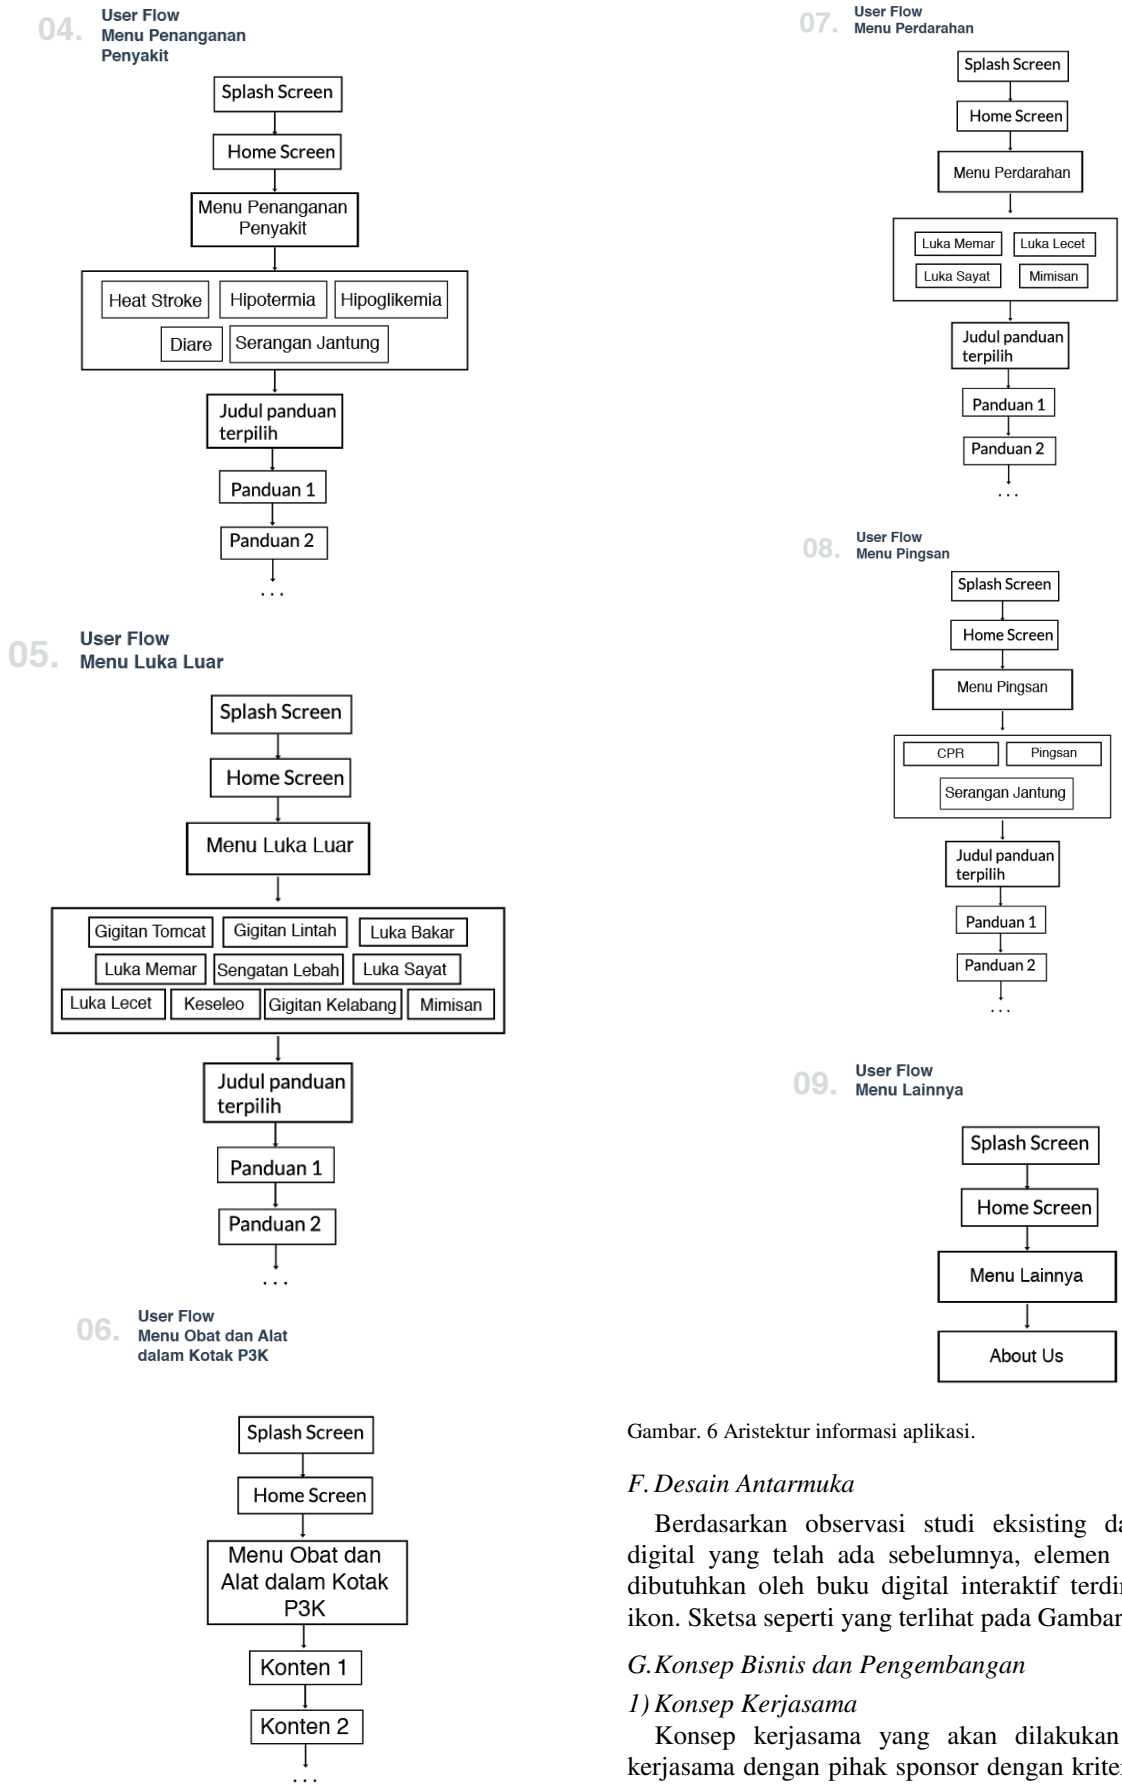 04.
User Flow
Menu Penanganan
Penyakit
Splash Screen
Home Screen
Menu Penanganan
Penyakit
Heat Stroke
Hipotermia
Hipoglikemia
Diare
Serangan Jantung
Judul panduan
terpilih
Panduan 1
Panduan 2
...
05.
User Flow
Menu Luka Luar
Splash Screen
Home Screen
Menu Luka Luar
Gigitan Tomcat
Gigitan Lintah
Luka Bakar
Luka Memar
Sengatan Lebah
Luka Sayat
Luka Lecet
Keseleo
Gigitan Kelabang
Mimisan
Judul panduan
terpilih
Panduan 1
Panduan 2
...
06.
User Flow
Menu Obat dan Alat
dalam Kotak P3K
Splash Screen
Home Screen
Menu Obat dan
Alat dalam Kotak
P3K
Konten 1
Konten 2
...
07.
User Flow
Menu Perdarahan
Splash Screen
Home Screen
Menu Perdarahan
Luka Memar
Luka Lecet
Luka Sayat
Mimisan
Judul panduan
terpilih
Panduan 1
Panduan 2
...
08.
User Flow
Menu Pingsan
Splash Screen
Home Screen
Menu Pingsan
CPR
Pingsan
Serangan Jantung
Judul panduan
terpilih
Panduan 1
Panduan 2
...
09.
User Flow
Menu Lainnya
Splash Screen
Home Screen
Menu Lainnya
About Us
Gambar. 6 Aristektur informasi aplikasi.
F. Desain Antarmuka
Berdasarkan observasi studi eksisting da
digital yang telah ada sebelumnya, elemen
dibutuhkan oleh buku digital interaktif terdir
ikon. Sketsa seperti yang terlihat pada Gambar
G. Konsep Bisnis dan Pengembangan
1) Konsep Kerjasama
Konsep kerjasama yang akan dilakukan
kerjasama dengan pihak sponsor dengan kriter